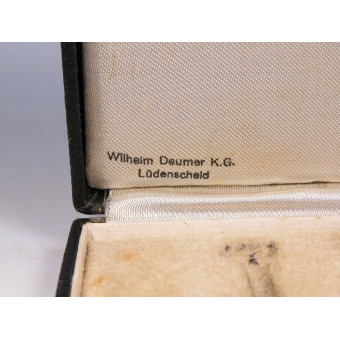 Wilhelm Deumer K.G.
Lüdenscheid